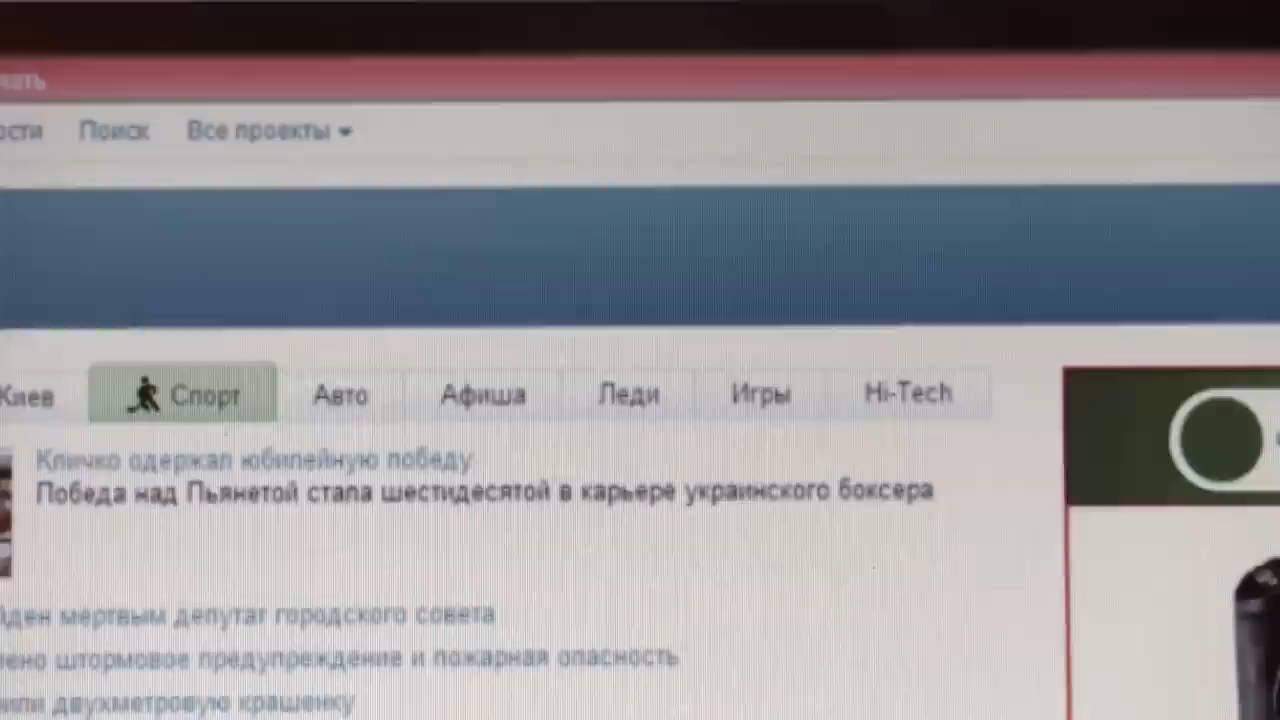 Поиск Все проекты
Киев Спорт Авто Афиша Леди Игры Hi-Tech
Кличко одержал юбилейную победу
Победа над Пьянетой стала шестидесятой в карьере украинского боксера
мертвым депутат городского совета
штормовое предупреждение и пожарная опасность
двухметровую крашенку